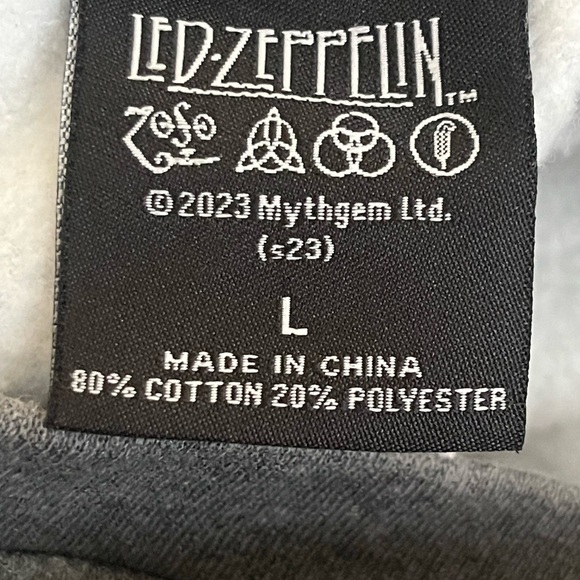 LED·ZEPPELIN™
ZOSO
©2023 Mythgem Ltd.
(s23)
L
MADE IN CHINA
80% COTTON 20% POLYESTER